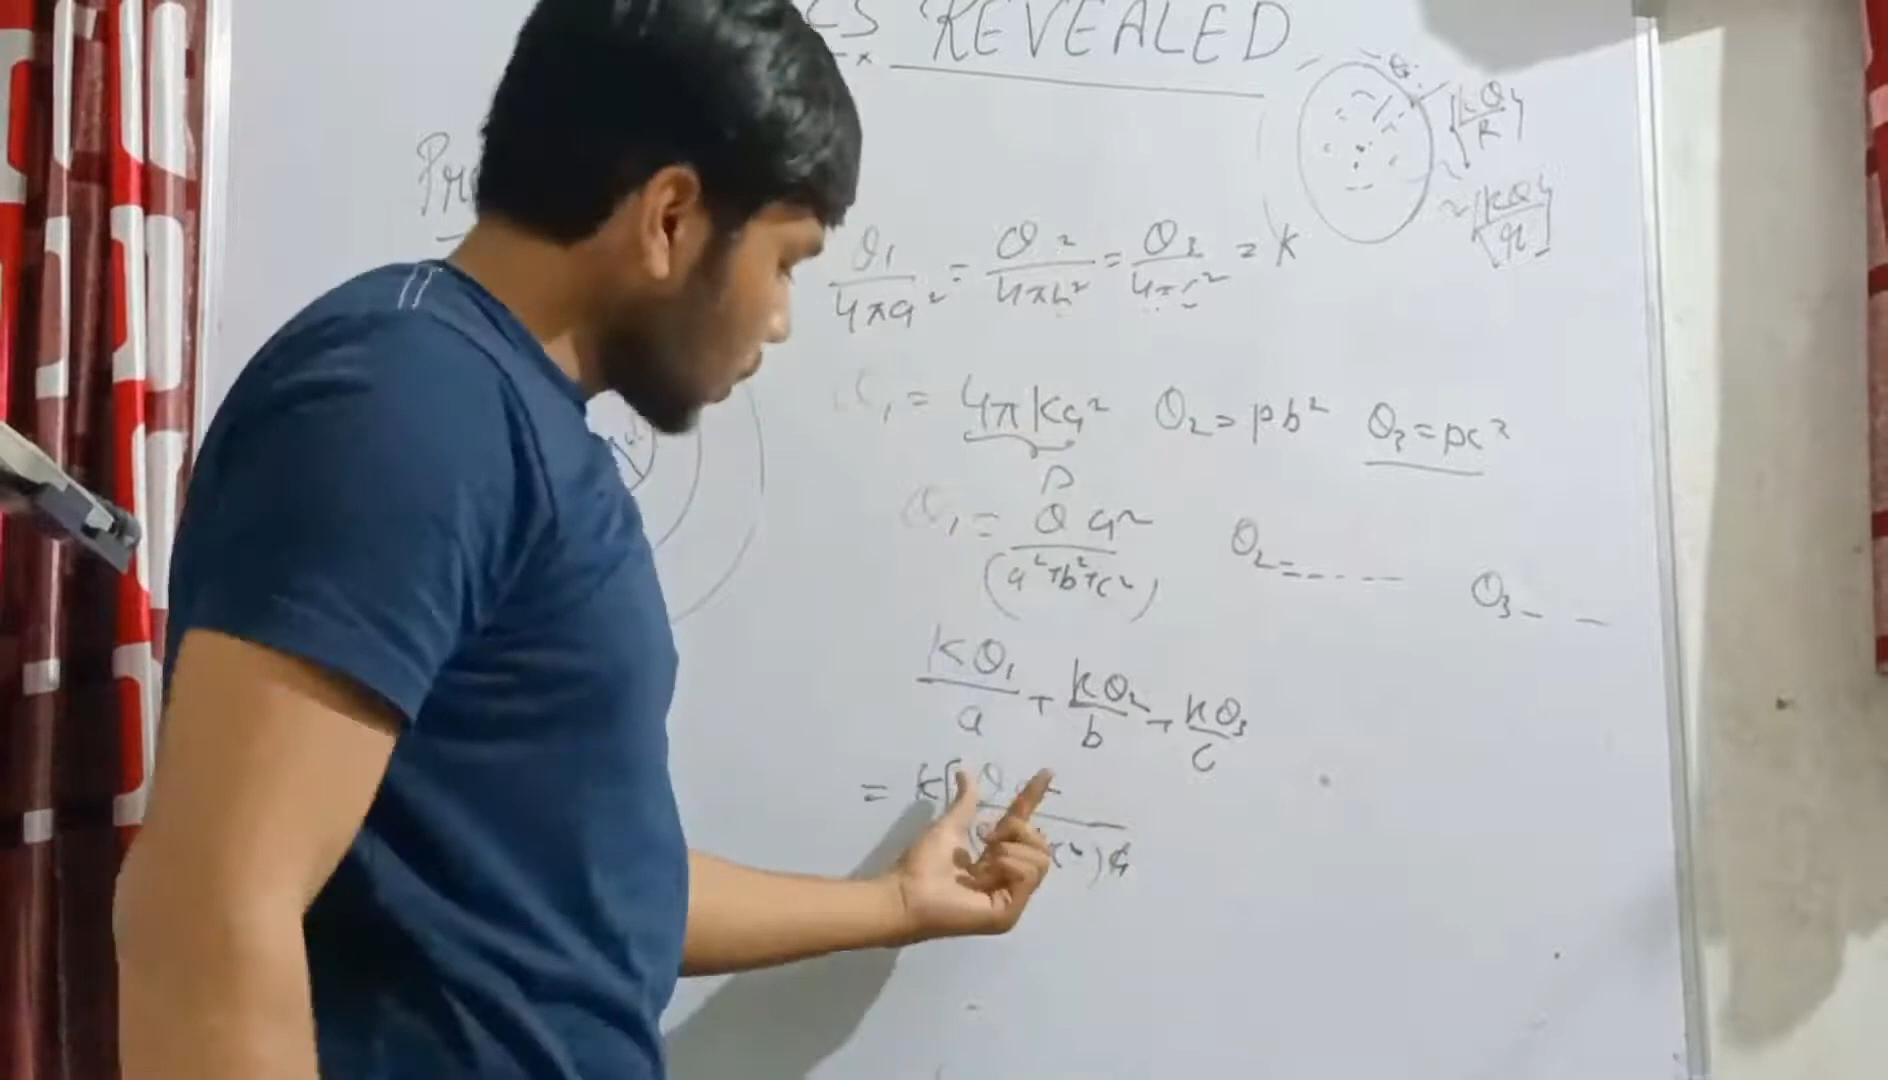 REVEALED
kQ/R
kQ/r
Q1/4πa² = Q2/4πb² = Q3/4πc² = K
= 4πKa² Q2 = pb² Q3 = pc²
p
Q1 = Qa²/(a²+b²+c²) Q2 = ---- Q3 - -
KQ1/a + kQ2/b + kQ3/c
= k[